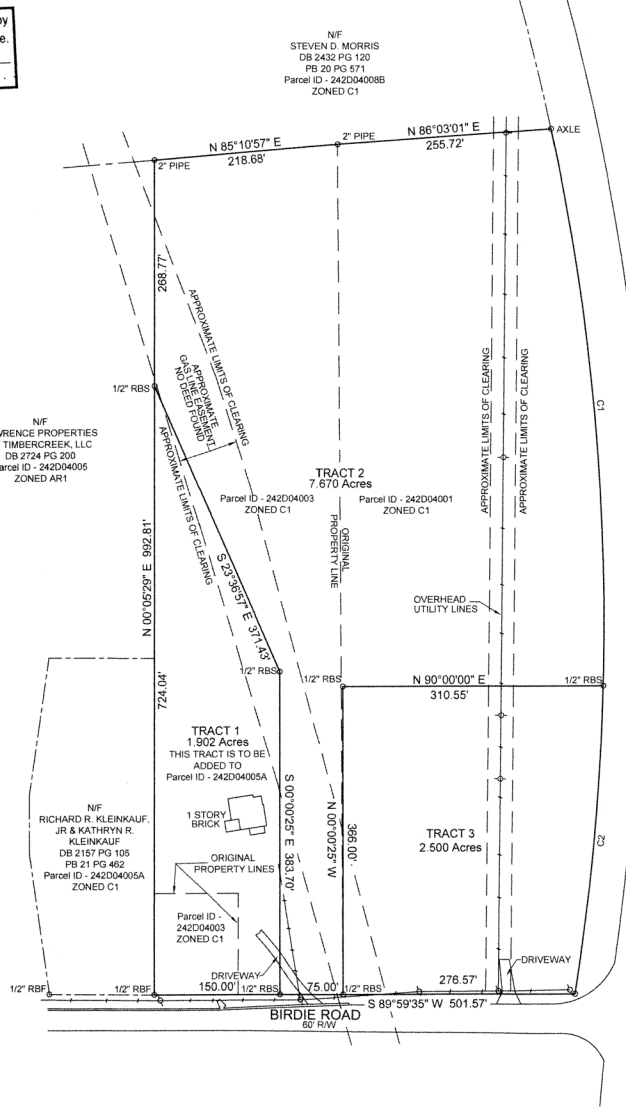 by
e.
N/F
STEVEN D. MORRIS
DB 2432 PG 120
PB 20 PG 571
Parcel ID - 242D04008B
ZONED C1
N 85°10'57" E
218.68'
2" PIPE
2" PIPE
N 86°03'01" E
255.72'
AXLE
268.77'
APPROXIMATE LIMITS OF CLEARING
APPROXIMATE
GAS LINE EASEMENT
NO DEED FOUND
1/2" RBS
APPROXIMATE LIMITS OF CLEARING
APPROXIMATE LIMITS OF CLEARING
APPROXIMATE LIMITS OF CLEARING
C1
N/F
WRENCE PROPERTIES
TIMBERCREEK, LLC
DB 2724 PG 200
arcel ID - 242D04005
ZONED AR1
TRACT 2
7.670 Acres
Parcel ID - 242D04003
ZONED C1
Parcel ID - 242D04001
ZONED C1
ORIGINAL
PROPERTY LINE
N 00°05'29" E 992.81'
S 23°36'57" E 371.43'
OVERHEAD
UTILITY LINES
1/2" RBS
1/2" RBS
N 90°00'00" E
310.55'
1/2" RBS
724.04'
TRACT 1
1.902 Acres
THIS TRACT IS TO BE
ADDED TO
Parcel ID - 242D04005A
1 STORY
BRICK
S 00°00'25" E 383.70'
N 00°00'25" W
366.00'
TRACT 3
2.500 Acres
C2
N/F
RICHARD R. KLEINKAUF,
JR & KATHRYN R.
KLEINKAUF
DB 2157 PG 105
PB 21 PG 462
Parcel ID - 242D04005A
ZONED C1
ORIGINAL
PROPERTY LINES
Parcel ID -
242D04003
ZONED C1
DRIVEWAY
DRIVEWAY
1/2" RBF
1/2" RBF
150.00'
1/2" RBS
75.00'
1/2" RBS
276.57'
S 89°59'35" W 501.57'
BIRDIE ROAD
60' R/W